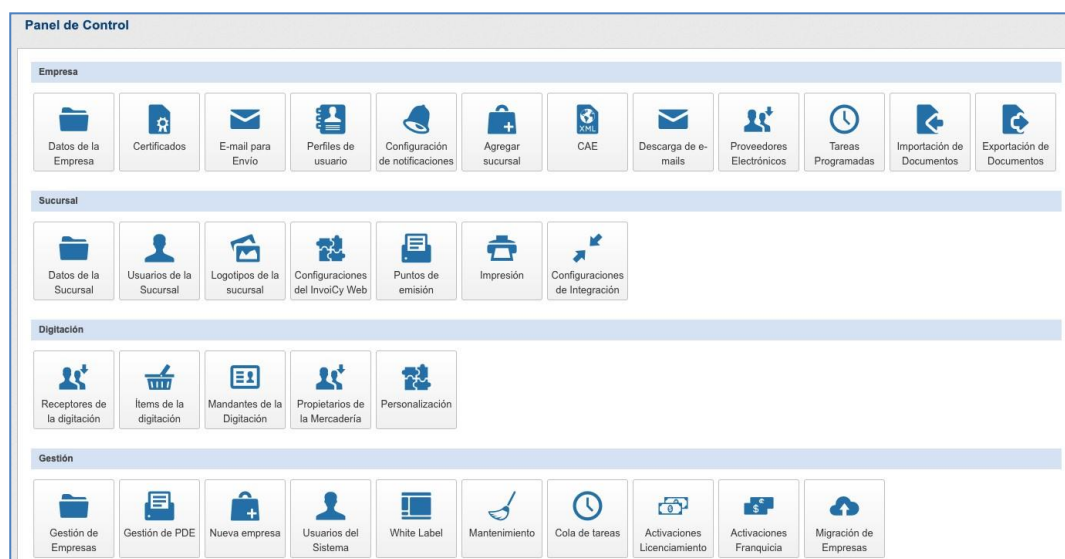 Panel de Control
Empresa
Datos de la
Empresa
Certificados
E-mail para
Envío
Perfiles de
usuario
Configuración
de notificaciones
Agregar
sucursal
XML
CAE
Descarga de e-
mails
Proveedores
Electrónicos
Tareas
Programadas
Importación de
Documentos
Exportación de
Documentos
Sucursal
Datos de la
Sucursal
Usuarios de la
Sucursal
Logotipos de la
sucursal
Configuraciones
del InvoiCy Web
Puntos de
emisión
Impresión
Configuraciones
de Integración
Digitación
Receptores de
la digitación
Ítems de la
digitación
Mandantes de la
Digitación
Propietarios de
la Mercadería
Personalización
Gestión
Gestión de
Empresas
Gestión de PDE
Nueva empresa
Usuarios del
Sistema
White Label
Mantenimiento
Cola de tareas
Activaciones
Licenciamiento
Activaciones
Franquicia
Migración de
Empresas